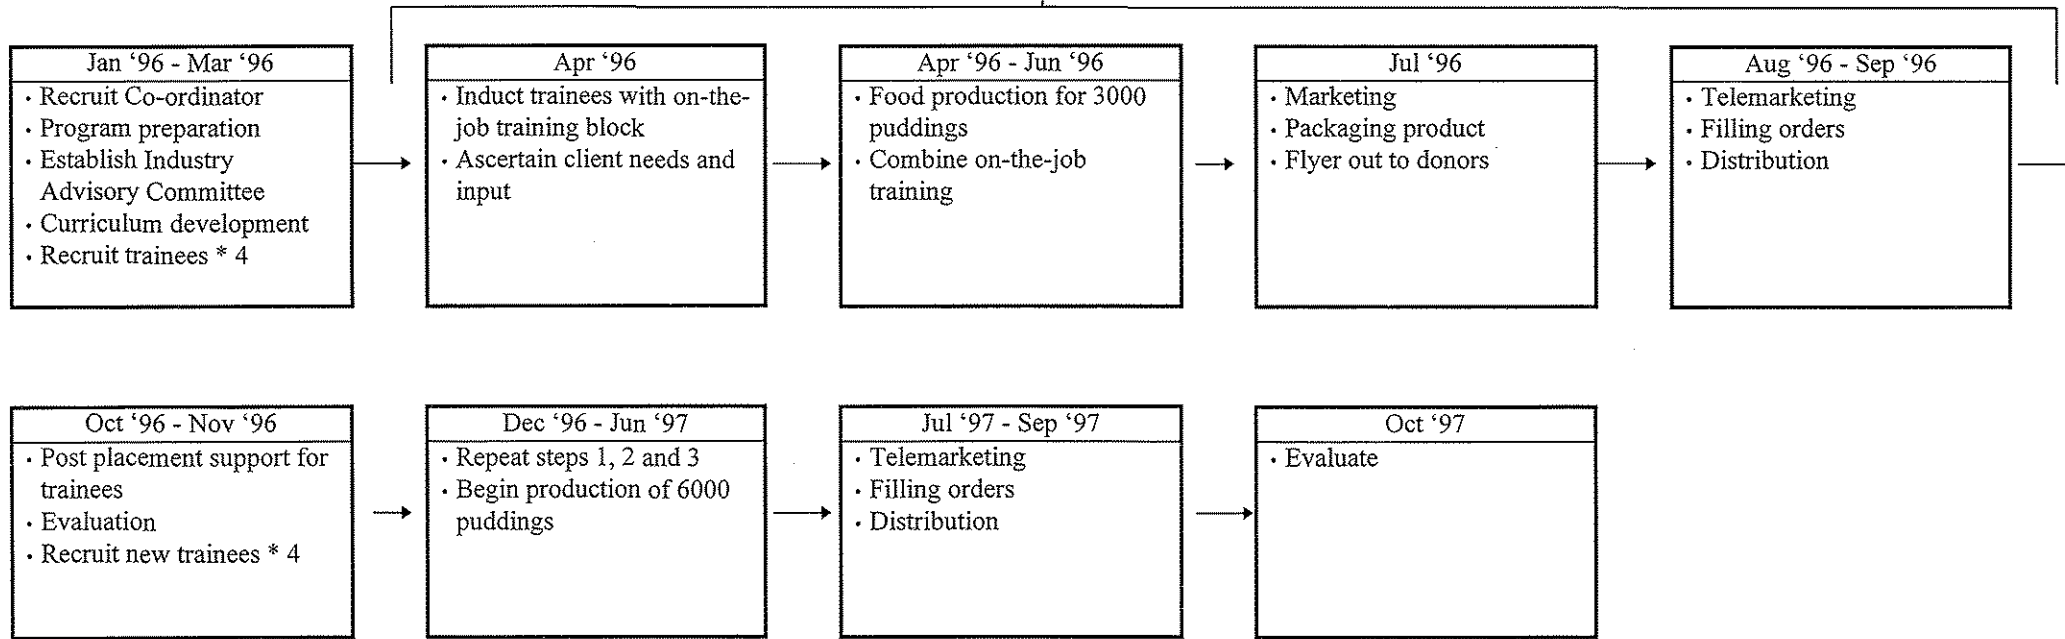 Jan ‘96 - Mar ‘96
· Recruit Co-ordinator
· Program preparation
· Establish Industry
Advisory Committee
· Curriculum development
· Recruit trainees * 4
Apr ‘96
· Induct trainees with on-the-
job training block
· Ascertain client needs and
input
Apr ‘96 - Jun ‘96
· Food production for 3000
puddings
· Combine on-the-job
training
Jul ‘96
· Marketing
· Packaging product
· Flyer out to donors
Aug ‘96 - Sep ‘96
· Telemarketing
· Filling orders
· Distribution
Oct ‘96 - Nov ‘96
· Post placement support for
trainees
· Evaluation
· Recruit new trainees * 4
Dec ‘96 - Jun ‘97
· Repeat steps 1, 2 and 3
· Begin production of 6000
puddings
Jul ‘97 - Sep ‘97
· Telemarketing
· Filling orders
· Distribution
Oct ‘97
· Evaluate